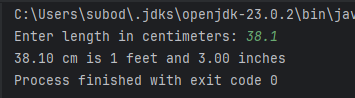 C:\Users\subod\.jdks\openjdk-23.0.2\bin\jav
Enter length in centimeters: 38.1
38.10 cm is 1 feet and 3.00 inches
Process finished with exit code 0